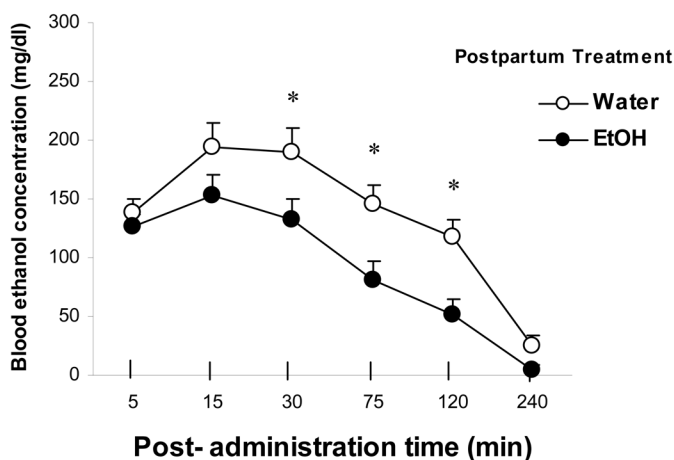 Blood ethanol concentration (mg/dl)
300
250
200
150
100
50
0
*
*
*
Postpartum Treatment
Water
EtOH
5 15 30 75 120 240
Post- administration time (min)